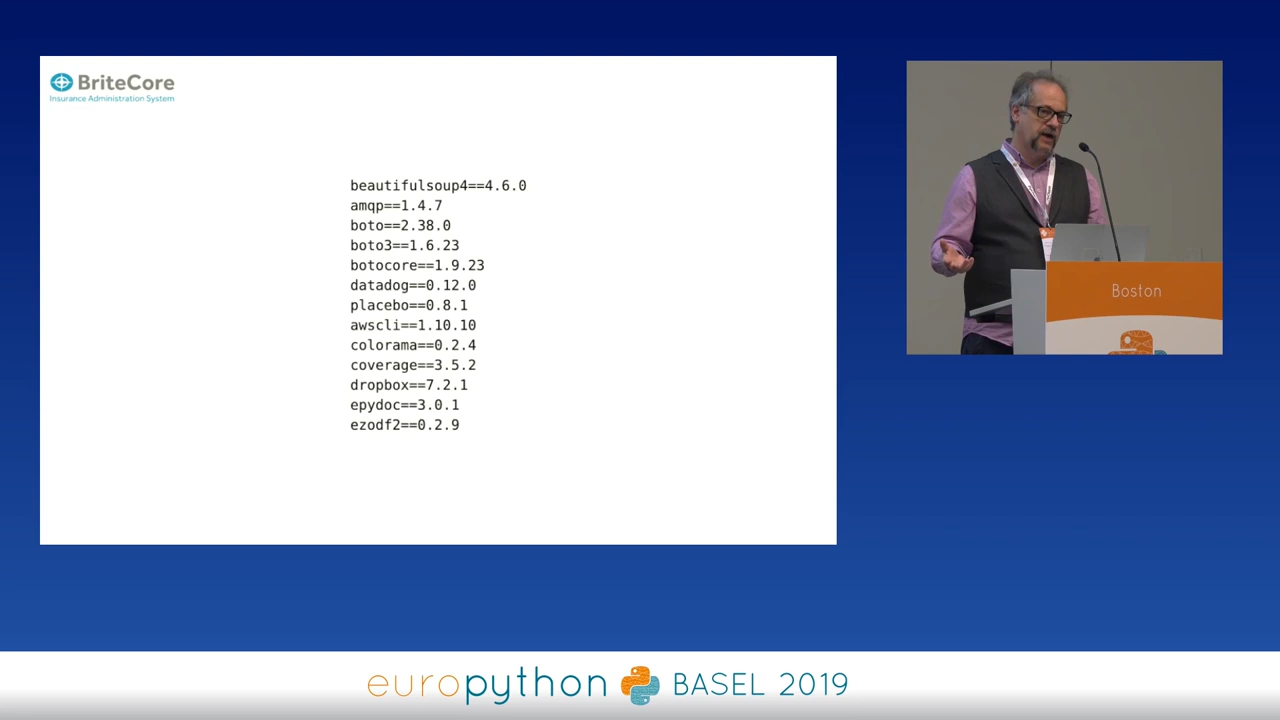 BriteCore
Insurance Administration System
beautifulsoup4==4.6.0
amqp==1.4.7
boto==2.38.0
boto3==1.6.23
botocore==1.9.23
datadog==0.12.0
placebo==0.8.1
awscli==1.10.10
colorama==0.2.4
coverage==3.5.2
dropbox==7.2.1
epydoc==3.0.1
ezodf2==0.2.9
Boston
europython BASEL 2019